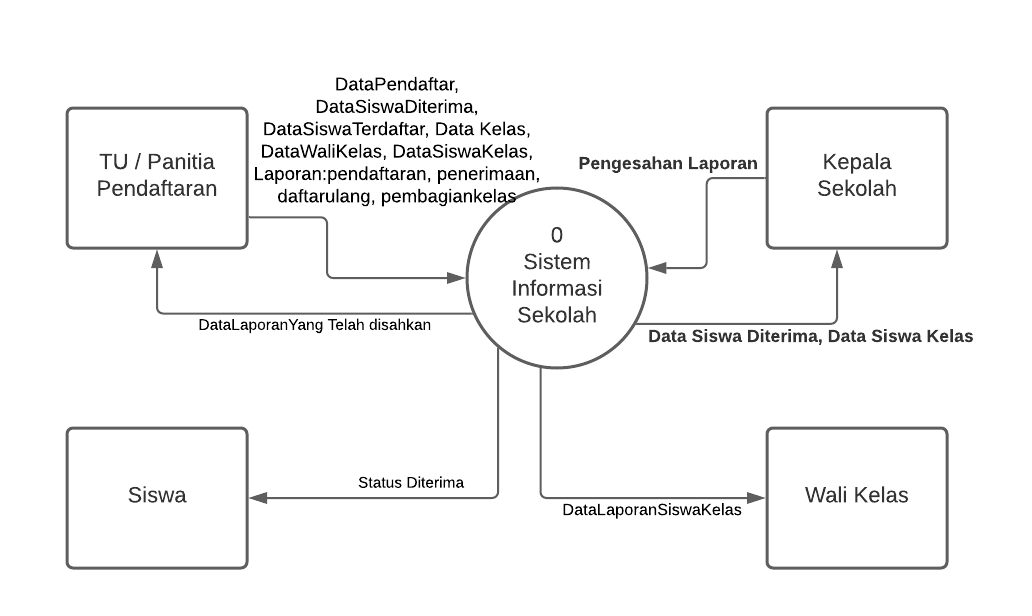 DataPendaftar,
DataSiswaDiterima,
DataSiswaTerdaftar, Data Kelas,
DataWaliKelas, DataSiswaKelas,
Laporan:pendaftaran, penerimaan,
daftarulang, pembagiankelas
TU / Panitia
Pendaftaran
Pengesahan Laporan
Kepala
Sekolah
0
Sistem
Informasi
Sekolah
DataLaporanYang Telah disahkan
Data Siswa Diterima, Data Siswa Kelas
Siswa
Status Diterima
DataLaporanSiswaKelas
Wali Kelas